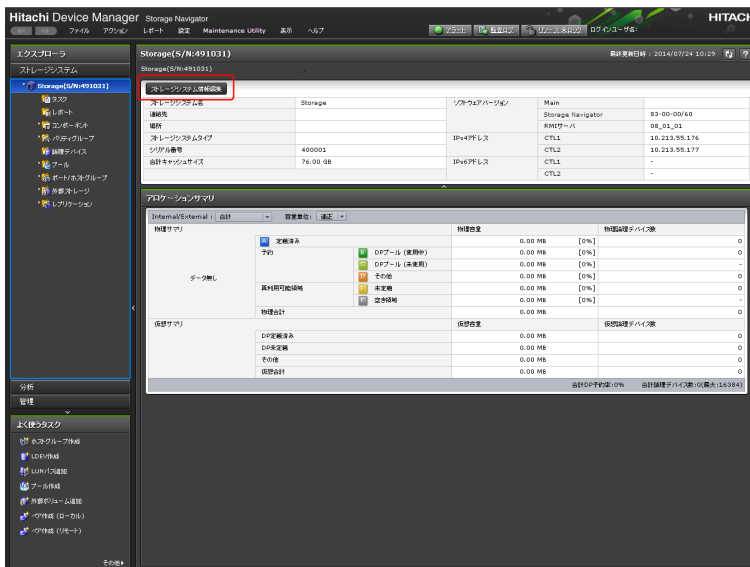 Hitachi Device Manager Storage Navigator HITACHI
ファイル アクション レポート 設定 Maintenance Utility 表示 ヘルプ アラート 監査ログ リソース未ロック ログインユーザ名:
エクスプローラ
ストレージシステム
Storage(S/N:491031)
タスク
レポート
コンポーネント
パリティグループ
論理デバイス
プール
ポート/ホストグループ
外部ストレージ
レプリケーション
分析
管理
よく使うタスク
ホストグループ作成
LDEV作成
LUNパス追加
プール作成
外部ボリューム追加
ペア作成 (ローカル)
ペア作成 (リモート)
その他
Storage(S/N:491031) 最終更新日時 : 2014/07/24 10:29
Storage(S/N:491031)
ストレージシステム情報編集
ストレージシステム名 Storage ソフトウェアバージョン Main
連絡先 Storage Navigator 83-00-00/60
場所 RMIサーバ 08_01_01
ストレージシステムタイプ IPv4アドレス CTL1 10.213.55.176
シリアル番号 400001 CTL2 10.213.55.177
合計キャッシュサイズ 76.00 GB IPv6アドレス CTL1 -
CTL2 -
アロケーションサマリ
Internal/External : 合計 容量単位: 適正
物理サマリ 物理容量 物理論理デバイス数
データ無し
定義済み 0.00 MB [0%] 0
予約 DPプール (使用中) 0.00 MB [0%] 0
DPプール (未使用) 0.00 MB [0%] -
その他 0.00 MB [0%] 0
再利用可能領域 未定義 0.00 MB [0%] 0
空き領域 0.00 MB [0%] -
物理合計 0.00 MB 0
仮想サマリ 仮想容量 仮想論理デバイス数
DP定義済み 0.00 MB 0
DP未定義 0.00 MB 0
その他 0.00 MB 0
仮想合計 0.00 MB 0
合計DP予約率:0% 合計論理デバイス数:0(最大:16384)